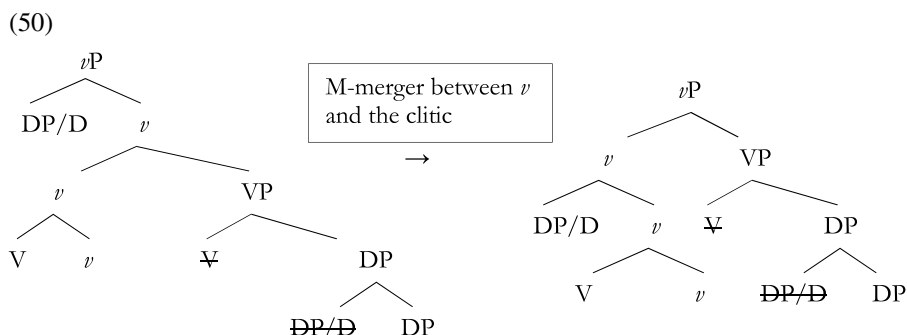 (50)
vP
DP/D v
v VP
V v V DP
DP/D DP
M-merger between v
and the clitic
→
vP
v VP
DP/D v V DP
V v DP/D DP